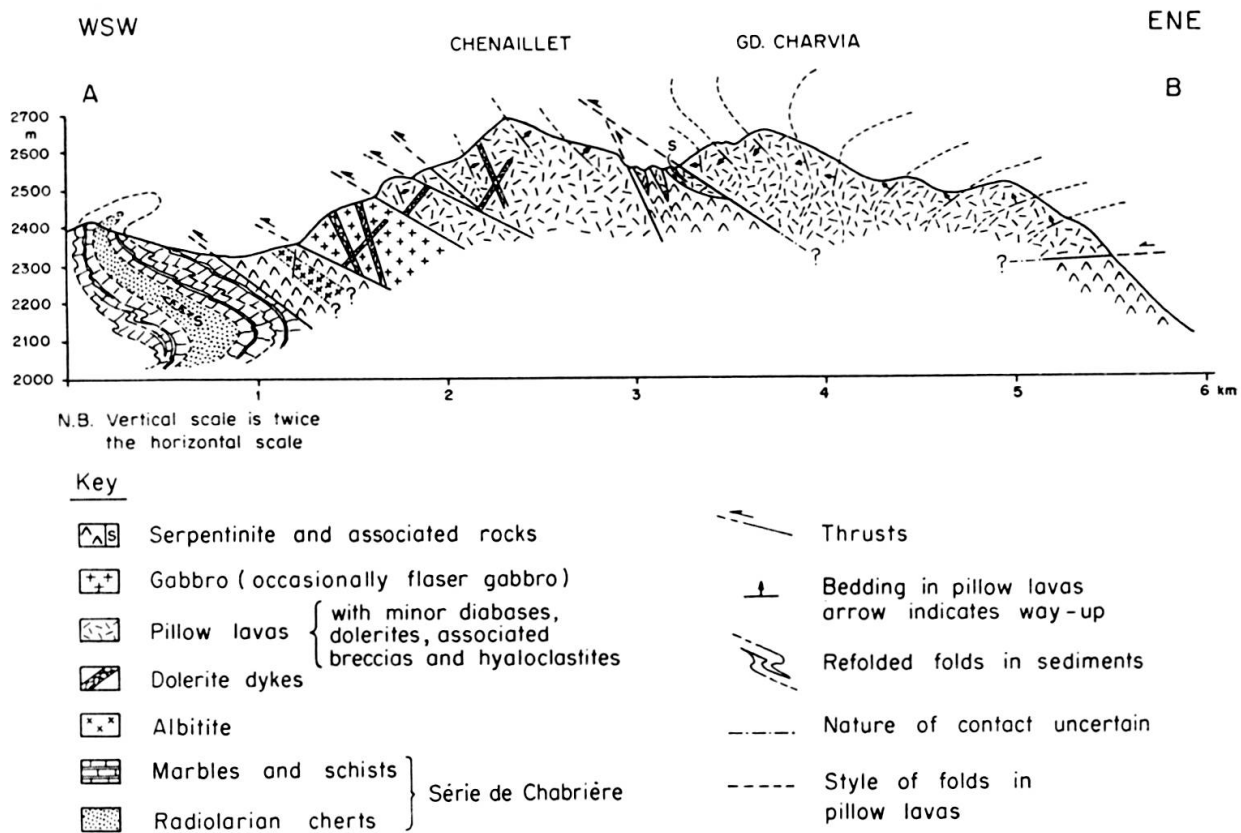 WSW
ENE
CHENAILLET
GD. CHARVIA
A
B
2700
m
2600
2500
2400
2300
2200
2100
2000
S
S
?
?
?
?
1
2
3
4
5
6 km
N.B. Vertical scale is twice
the horizontal scale
Key
S Serpentinite and associated rocks
Gabbro (occasionally flaser gabbro)
Pillow lavas
with minor diabases,
dolerites, associated
breccias and hyaloclastites
Dolerite dykes
Albitite
Marbles and schists
Radiolarian cherts
Série de Chabrière
Thrusts
Bedding in pillow lavas
arrow indicates way-up
Refolded folds in sediments
Nature of contact uncertain
Style of folds in
pillow lavas